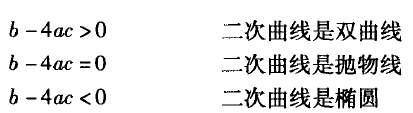 b − 4ac > 0 二次曲线是双曲线
b − 4ac = 0 二次曲线是抛物线
b − 4ac < 0 二次曲线是椭圆